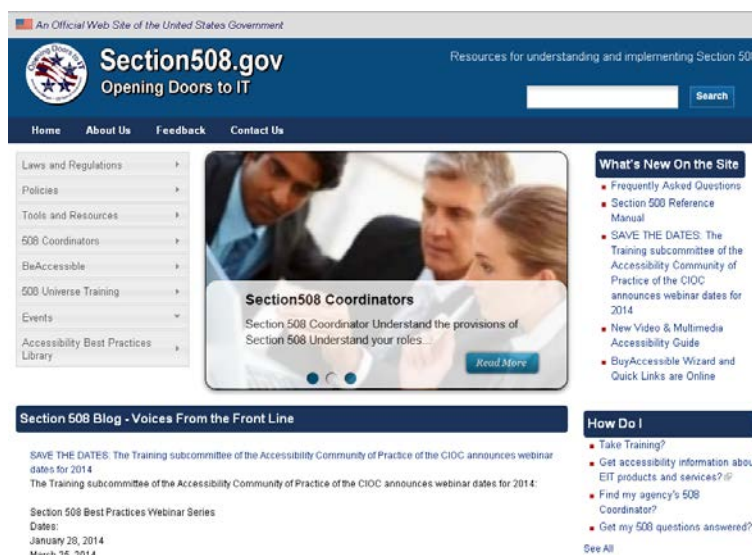 An Official Web Site of the United States Government
Section508.gov
Opening Doors to IT
Resources for understanding and implementing Section 508
Search
Home About Us Feedback Contact Us
Laws and Regulations
Policies
Tools and Resources
508 Coordinators
BeAccessible
508 Universe Training
Events
Accessibility Best Practices
Library
Section508 Coordinators
Section 508 Coordinator Understand the provisions of
Section 508 Understand your roles...
Read More
What's New On the Site
Frequently Asked Questions
Section 508 Reference
Manual
SAVE THE DATES: The
Training subcommittee of the
Accessibility Community of
Practice of the CIOC
announces webinar dates for
2014
New Video & Multimedia
Accessibility Guide
BuyAccessible Wizard and
Quick Links are Online
Section 508 Blog - Voices From the Front Line
SAVE THE DATES: The Training subcommittee of the Accessibility Community of Practice of the CIOC announces webinar
dates for 2014
The Training subcommittee of the Accessibility Community of Practice of the CIOC announces webinar dates for 2014:
Section 508 Best Practices Webinar Series
Dates:
January 28, 2014
March 25, 2014
How Do I
Take Training?
Get accessibility information abou
EIT products and services?
Find my agency's 508
Coordinator?
Get my 508 questions answered?
See All